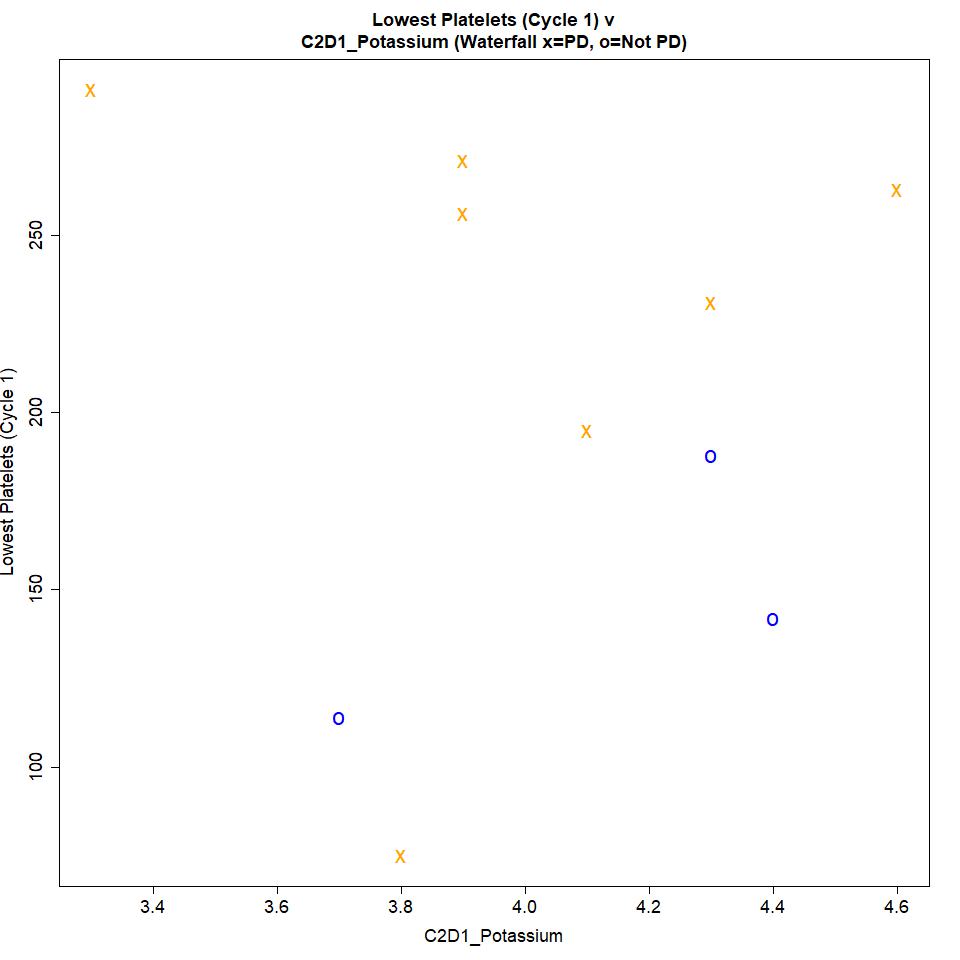 Lowest Platelets (Cycle 1) v
C2D1_Potassium (Waterfall x=PD, o=Not PD)
X
X
X
X
X
X
O
O
O
X
250
200
150
100
Lowest Platelets (Cycle 1)
3.4 3.6 3.8 4.0 4.2 4.4 4.6
C2D1_Potassium